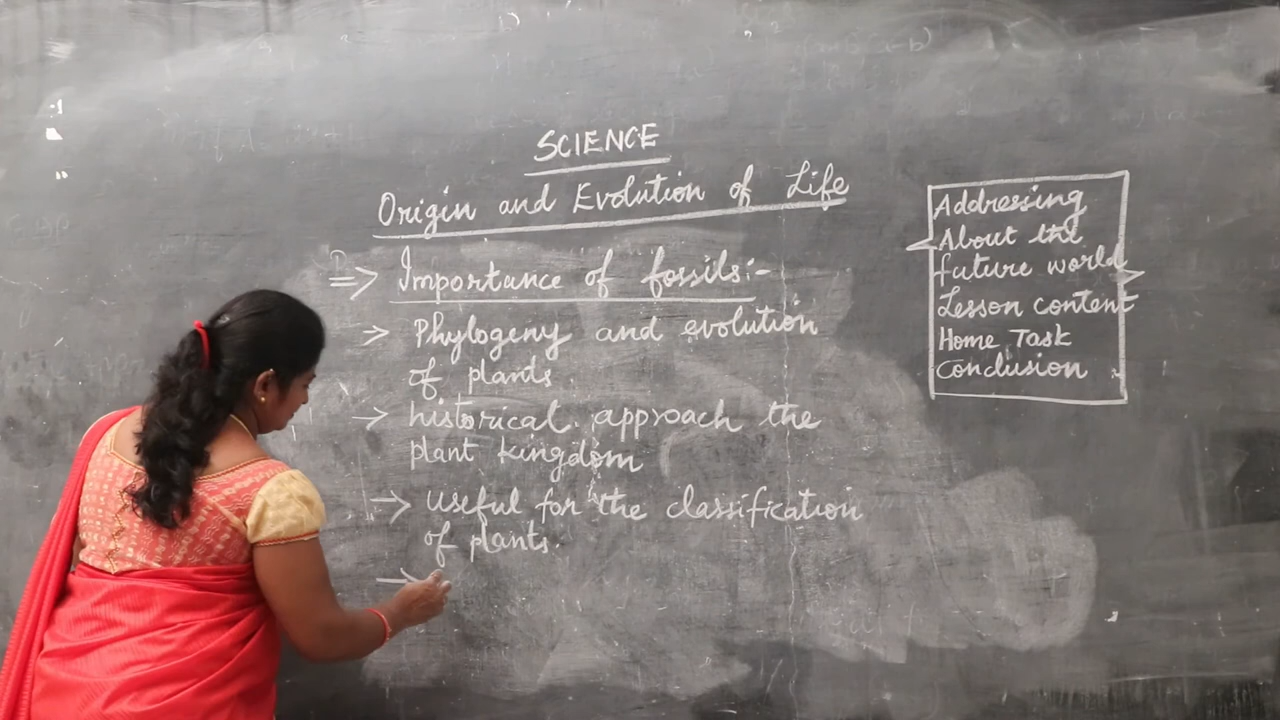 SCIENCE
Origin and Evolution of Life
⇒ Importance of fossils:-
→ Phylogeny and evolution
of plants.
→ historical approach the
plant kingdom
→ useful for the classification
of plants.
→
Addressing
About the
future world
Lesson content
Home Task
Conclusion